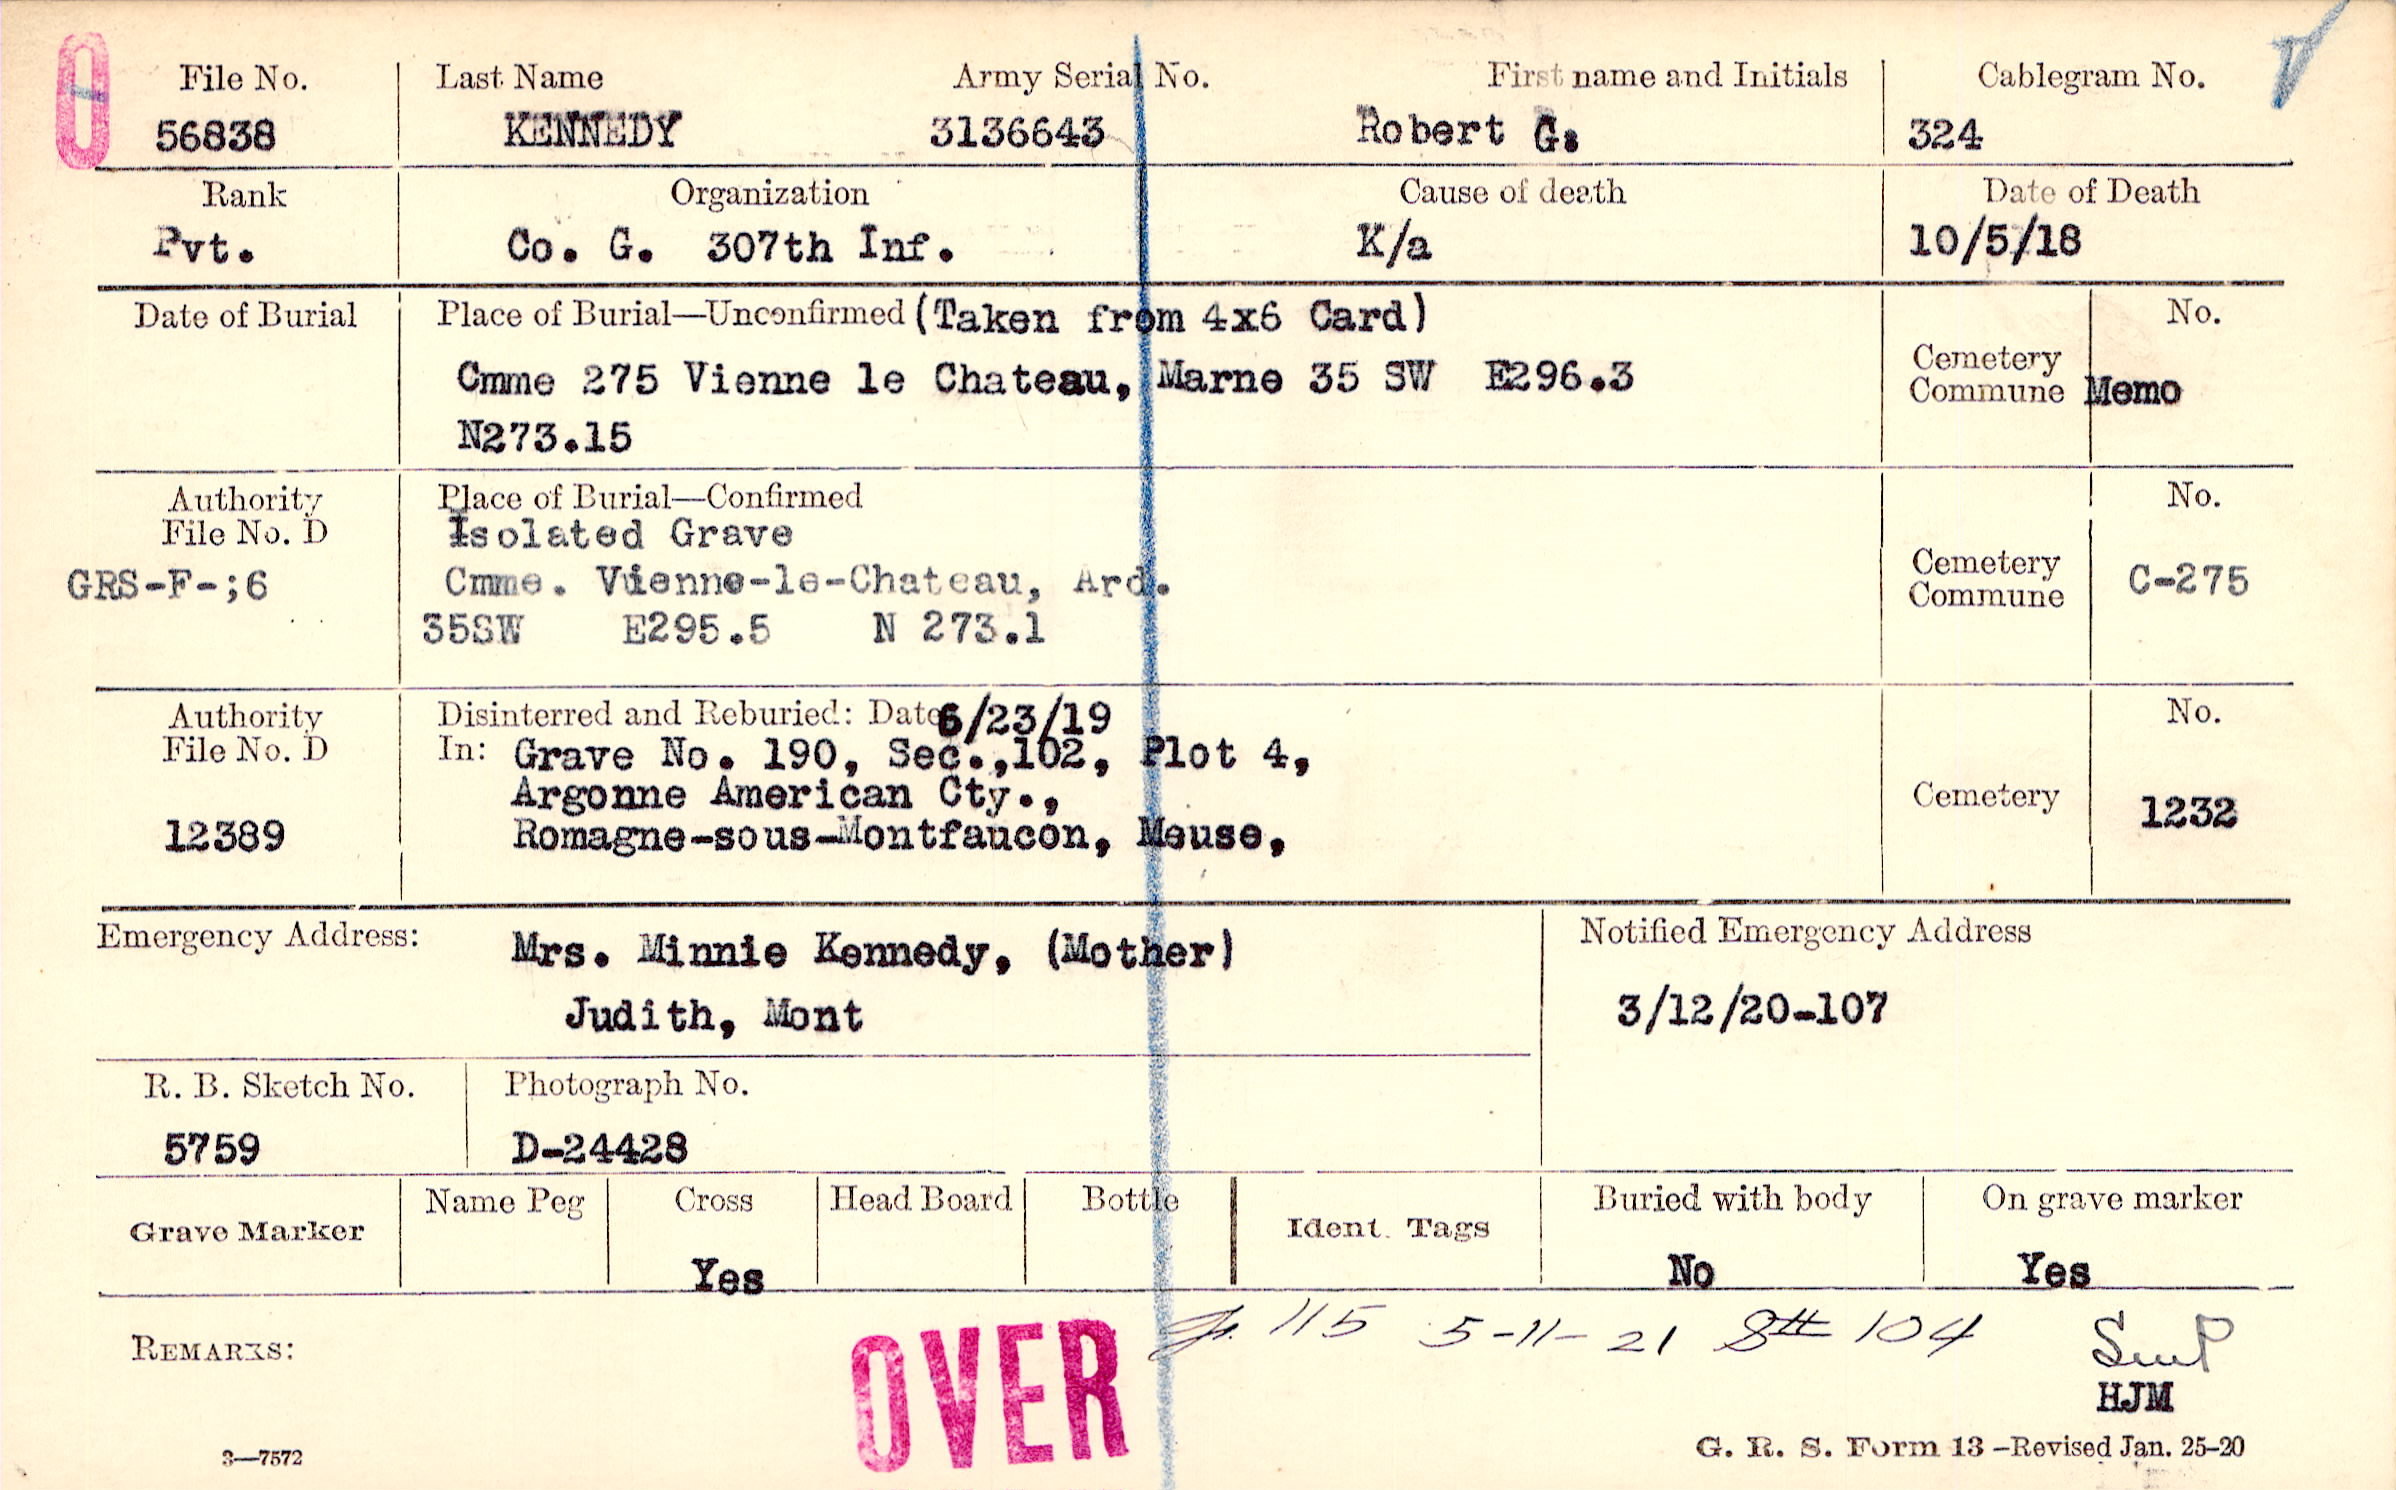 0
File No. Last Name Army Serial No. First name and Initials Cablegram No.
56838 KENNEDY 3136643 Robert G. 324
Rank Organization Cause of death Date of Death
Pvt. Co. G. 307th Inf. K/a 10/5/18
Date of Burial Place of Burial—Unconfirmed (Taken from 4x6 Card) No.
Cmme 275 Vienne le Chateau, Marne 35 SW E296.3 Cemetery
Commune Memo
N273.15
Authority Place of Burial—Confirmed No.
File No. D Isolated Grave
GRS-F-;6 Cmme. Vienne-le-Chateau, Ard. Cemetery
Commune C-275
35SW E295.5 N 273.1
Authority Disinterred and Reburied: Date 6/23/19 No.
File No. D In: Grave No. 190, Sec.,102, Plot 4,
Argonne American Cty., Cemetery 1232
12389 Romagne-sous-Montfaucon, Meuse,
Emergency Address: Mrs. Minnie Kennedy, (Mother) Notified Emergency Address
Judith, Mont 3/12/20-107
R. B. Sketch No. Photograph No.
5759 D-24428
Grave Marker Name Peg Cross Head Board Bottle Ident. Tags Buried with body On grave marker
Yes No Yes
115 5-11-21 104
REMARKS: OVER
HJM
3—7572 G. R. S. Form 13 -Revised Jan. 25-20